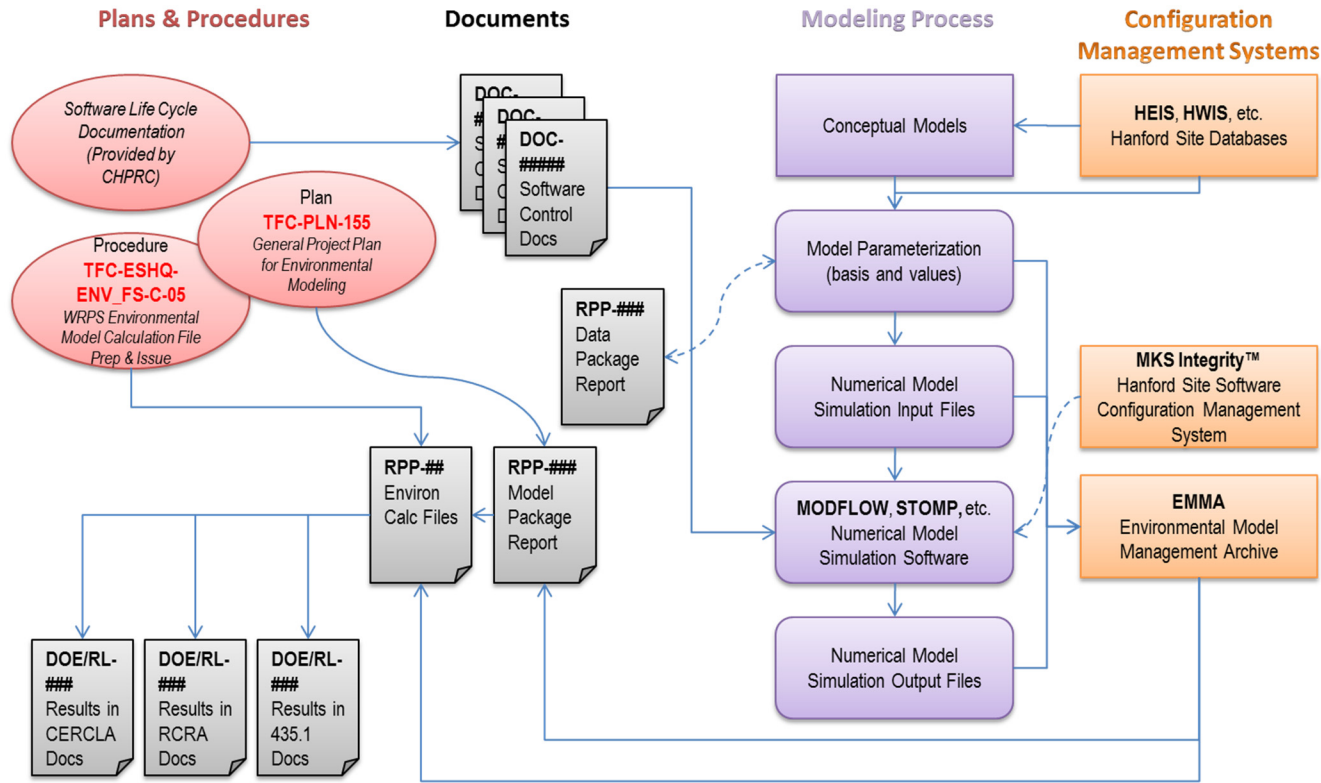 Plans & Procedures
Documents
Modeling Process
Configuration
Management Systems
Software Life Cycle
Documentation
(Provided by
CHPRC)
Plan
TFC-PLN-155
General Project Plan
for Environmental
Modeling
Procedure
TFC-ESHQ-
ENV_FS-C-05
WRPS Environmental
Model Calculation File
Prep & Issue
DOC-
#
S
C
D
DOC-
#
S
C
D
DOC-
#####
Software
Control
Docs
RPP-###
Data
Package
Report
RPP-##
Environ
Calc Files
RPP-###
Model
Package
Report
DOE/RL-
###
Results in
CERCLA
Docs
DOE/RL-
###
Results in
RCRA
Docs
DOE/RL-
###
Results in
435.1
Docs
Conceptual Models
Model Parameterization
(basis and values)
Numerical Model
Simulation Input Files
MODFLOW, STOMP, etc.
Numerical Model
Simulation Software
Numerical Model
Simulation Output Files
HEIS, HWIS, etc.
Hanford Site Databases
MKS Integrity™
Hanford Site Software
Configuration Management
System
EMMA
Environmental Model
Management Archive